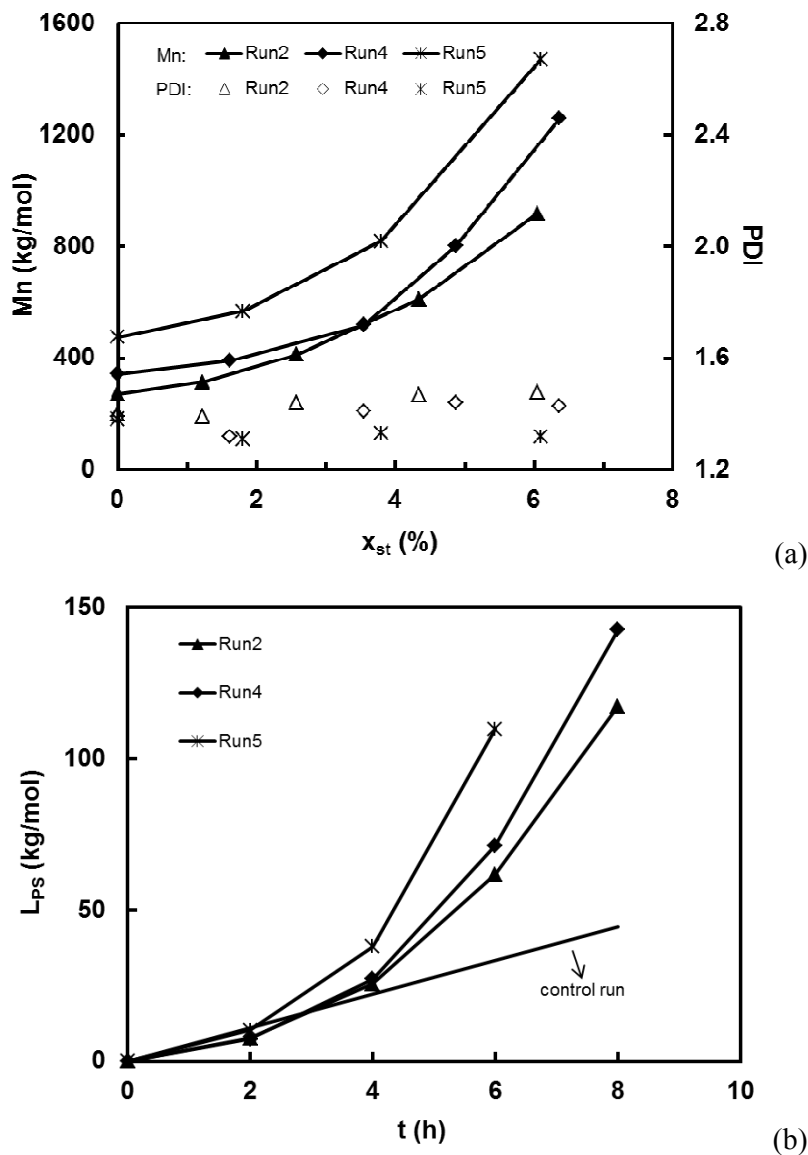 1600
2.8
Mn: Run2 Run4 Run5
PDI: Run2 Run4 Run5
1200
2.4
Mn (kg/mol)
800
2.0
PDI
400
1.6
0
1.2
0 2 4 6 8
xst (%)
(a)
150
Run2
Run4
Run5
100
LPS (kg/mol)
50
control run
0
0 2 4 6 8 10
t (h)
(b)